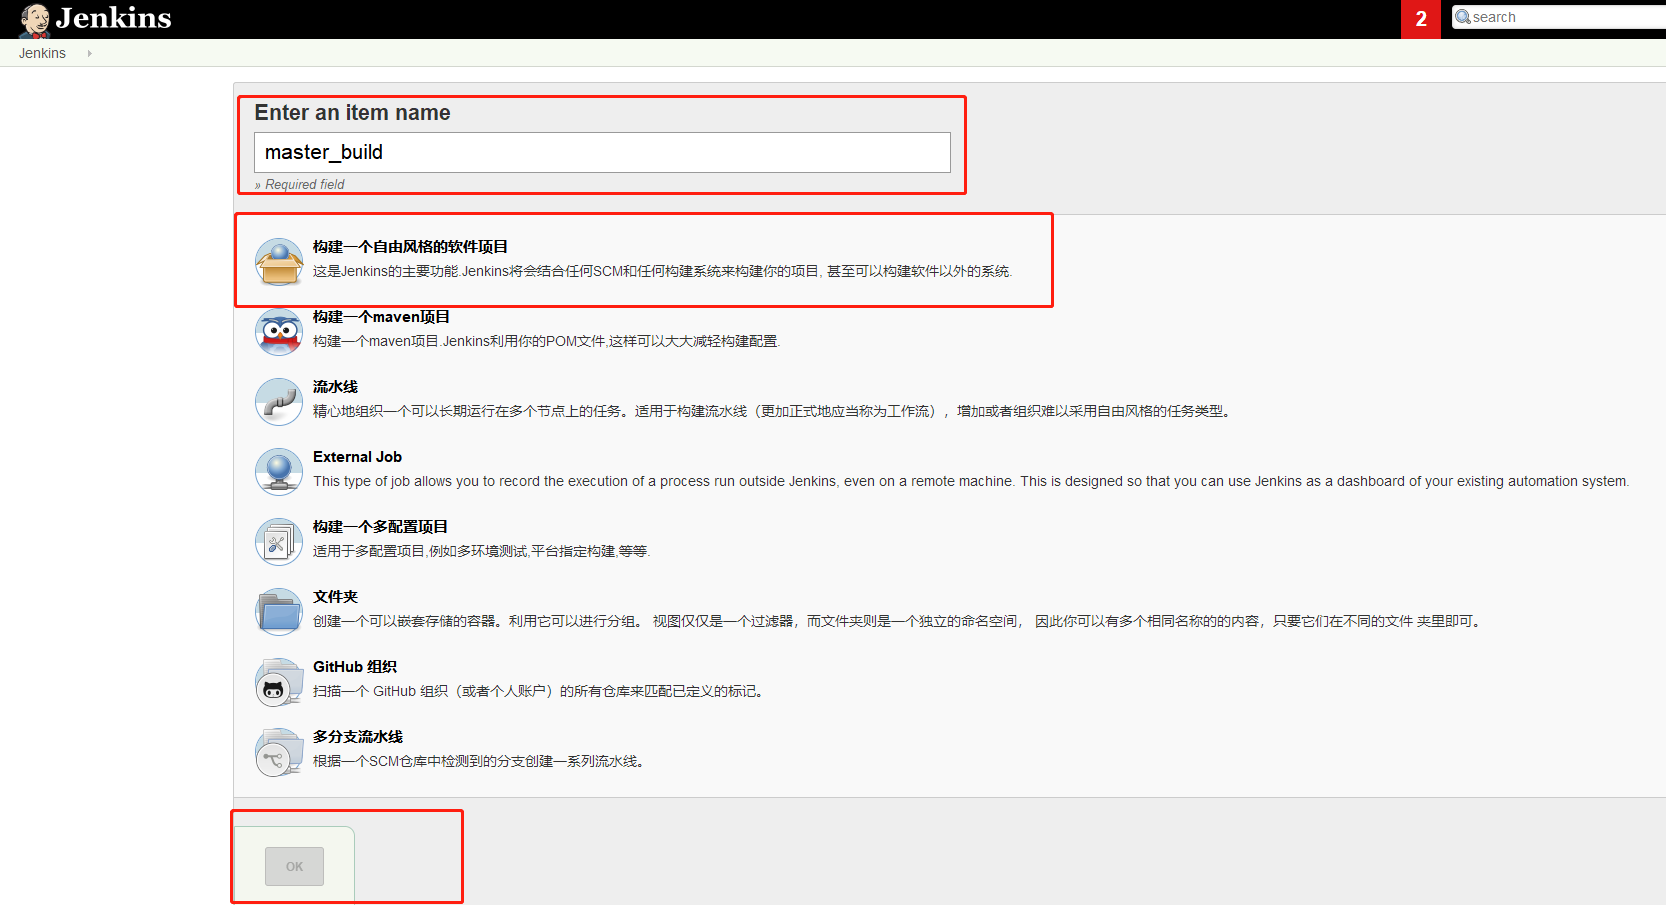 Jenkins
2
search
Jenkins
Enter an item name
master_build
» Required field
构建一个自由风格的软件项目
这是Jenkins的主要功能.Jenkins将会结合任何SCM和任何构建系统来构建你的项目, 甚至可以构建软件以外的系统.
构建一个maven项目
构建一个maven项目.Jenkins利用你的POM文件,这样可以大大减轻构建配置.
流水线
精心地组织一个可以长期运行在多个节点上的任务。适用于构建流水线（更加正式地应当称为工作流），增加或者组织难以采用自由风格的任务类型。
External Job
This type of job allows you to record the execution of a process run outside Jenkins, even on a remote machine. This is designed so that you can use Jenkins as a dashboard of your existing automation system.
构建一个多配置项目
适用于多配置项目,例如多环境测试,平台指定构建,等等.
文件夹
创建一个可以嵌套存储的容器。利用它可以进行分组。 视图仅仅是一个过滤器，而文件夹则是一个独立的命名空间， 因此你可以有多个相同名称的的内容，只要它们在不同的文件 夹里即可。
GitHub 组织
扫描一个 GitHub 组织（或者个人账户）的所有仓库来匹配已定义的标记。
多分支流水线
根据一个SCM仓库中检测到的分支创建一系列流水线。
OK